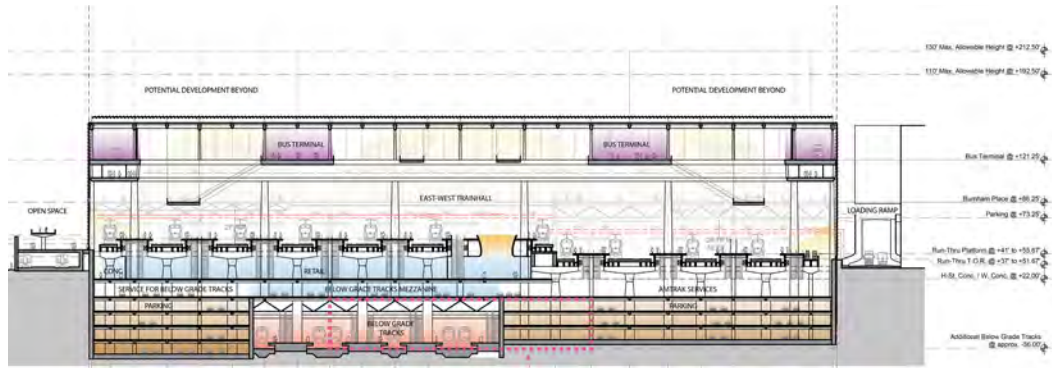 150' Max. Allowable Height @ +212.50'
110' Max. Allowable Height @ +192.50'
POTENTIAL DEVELOPMENT BEYOND
POTENTIAL DEVELOPMENT BEYOND
BUS TERMINAL
BUS TERMINAL
Bus Terminal @ +121.25'
EAST-WEST TRAINHALL
Burnham Place @ +86.25'
OPEN SPACE
LOADING RAMP
Parking @ +73.25'
Run-Thru Platform @ +41' to +55.67'
Run-Thru T.O.R. @ +37' to +51.67'
CONC.
RETAIL
H-St. Conc. / W. Conc. @ +22.00'
SERVICE FOR BELOW GRADE TRACKS
BELOW GRADE TRACKS MEZZANINE
AMTRAK SERVICES
PARKING
PARKING
BELOW GRADE
TRACKS
Additional Below Grade Tracks
@ approx. -36.00'